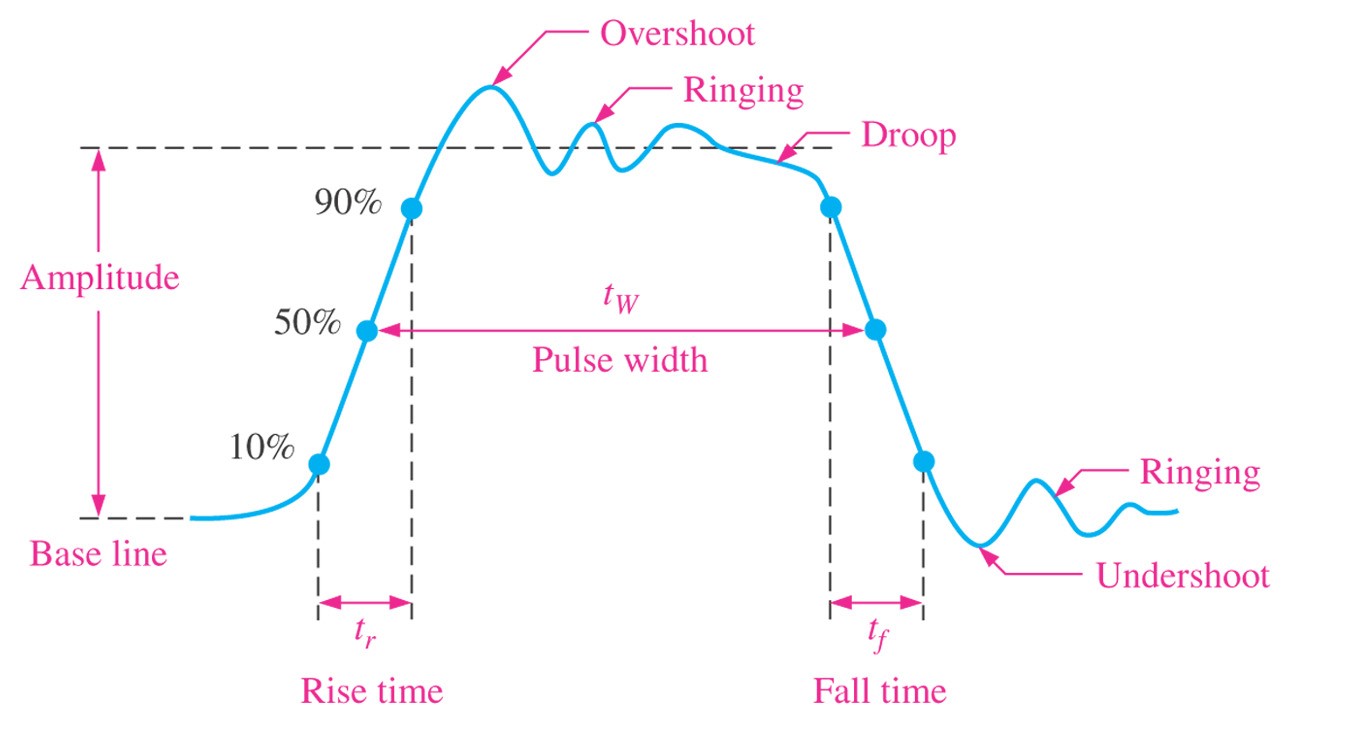 Overshoot
Ringing
Droop
90%
Amplitude
t_W
50%
Pulse width
10%
Ringing
Base line
Undershoot
t_r
t_f
Rise time
Fall time